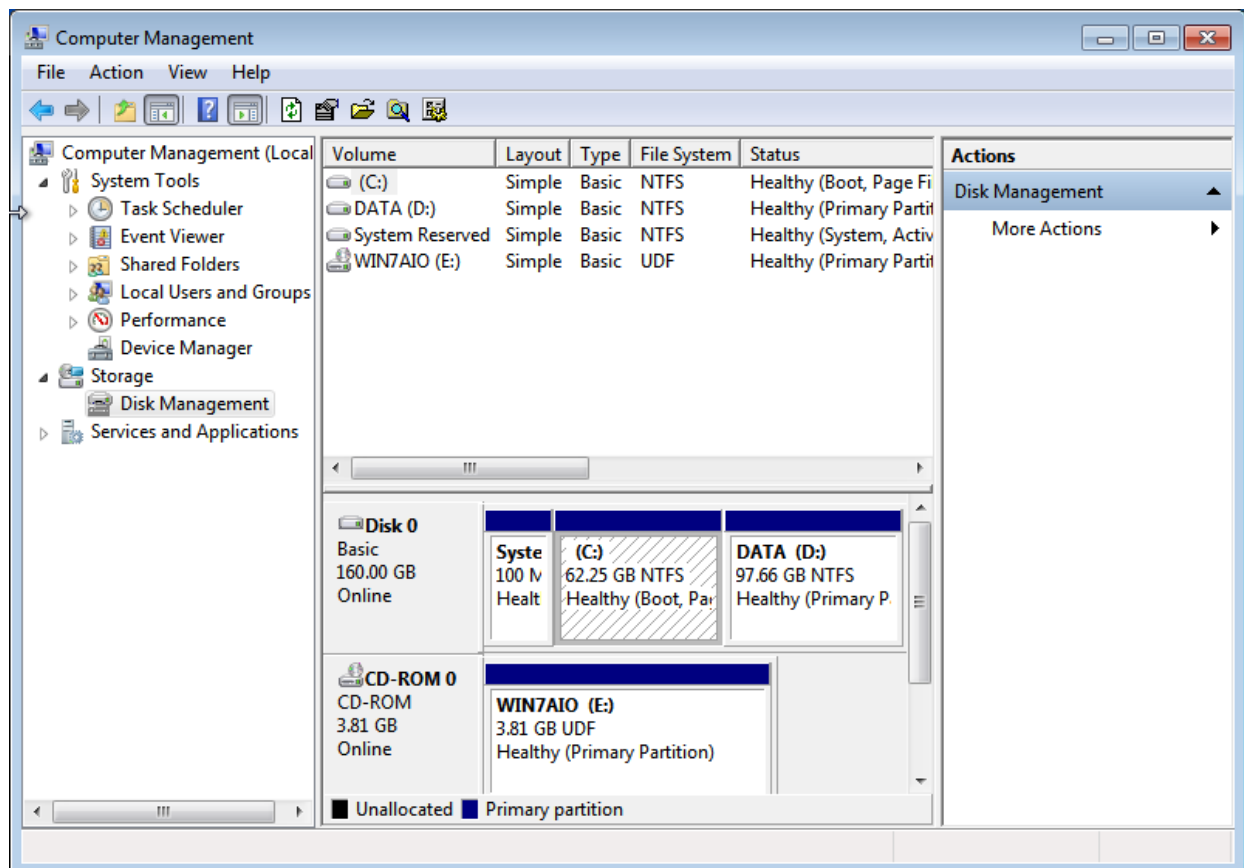 Computer Management
File Action View Help
Computer Management (Local
System Tools
Task Scheduler
Event Viewer
Shared Folders
Local Users and Groups
Performance
Device Manager
Storage
Disk Management
Services and Applications
Volume Layout Type File System Status
(C:) Simple Basic NTFS Healthy (Boot, Page Fi
DATA (D:) Simple Basic NTFS Healthy (Primary Partit
System Reserved Simple Basic NTFS Healthy (System, Activ
WIN7AIO (E:) Simple Basic UDF Healthy (Primary Partit
Disk 0
Basic
160.00 GB
Online
Syste
100 M
Healt
(C:)
62.25 GB NTFS
Healthy (Boot, Pa
DATA (D:)
97.66 GB NTFS
Healthy (Primary P
CD-ROM 0
CD-ROM
3.81 GB
Online
WIN7AIO (E:)
3.81 GB UDF
Healthy (Primary Partition)
Unallocated Primary partition
Actions
Disk Management
More Actions